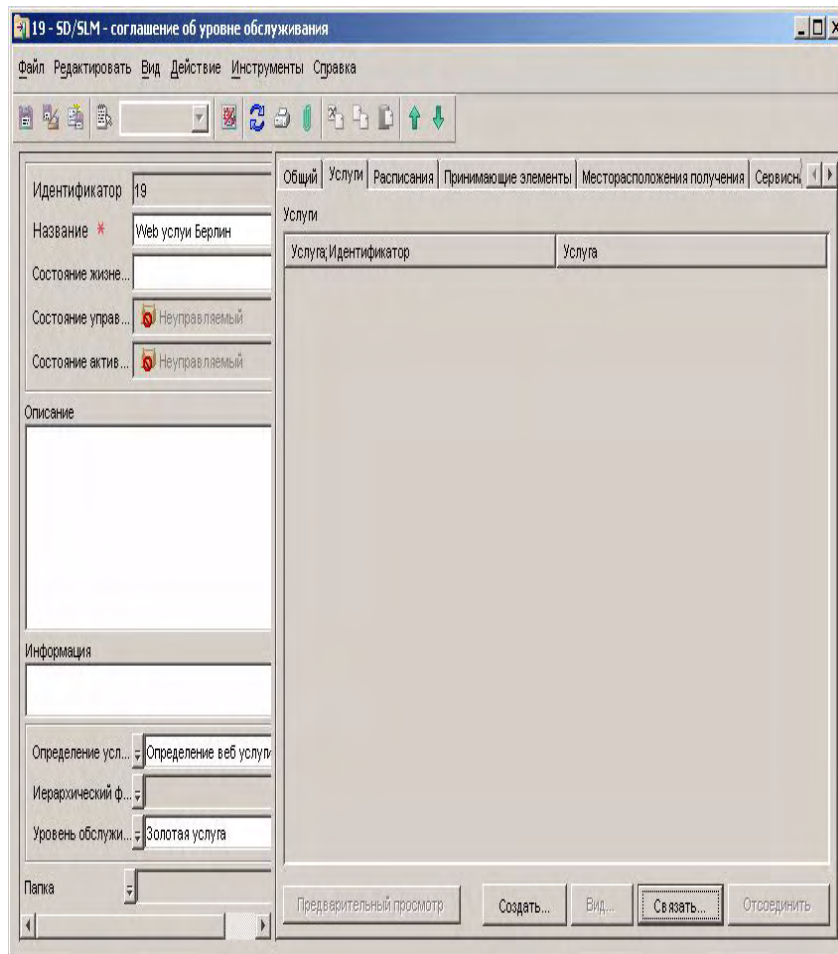 19 - SD/SLM - соглашение об уровне обслуживания
Файл Редактировать Вид Действие Инструменты Справка
Идентификатор 19
Название * Web услуи Берлин
Состояние жизне...
Состояние управ... Неуправляемый
Состояние актив... Неуправляемый
Описание
Информация
Определение усл... Определение веб услуги
Иерархический ф...
Уровень обслужи... Золотая услуга
Папка
Общий Услуги Расписания Принимающие элементы Месторасположения получения Сервисн
Услуги
Услуга;Идентификатор Услуга
Предварительный просмотр Создать... Вид... Связать... Отсоединить